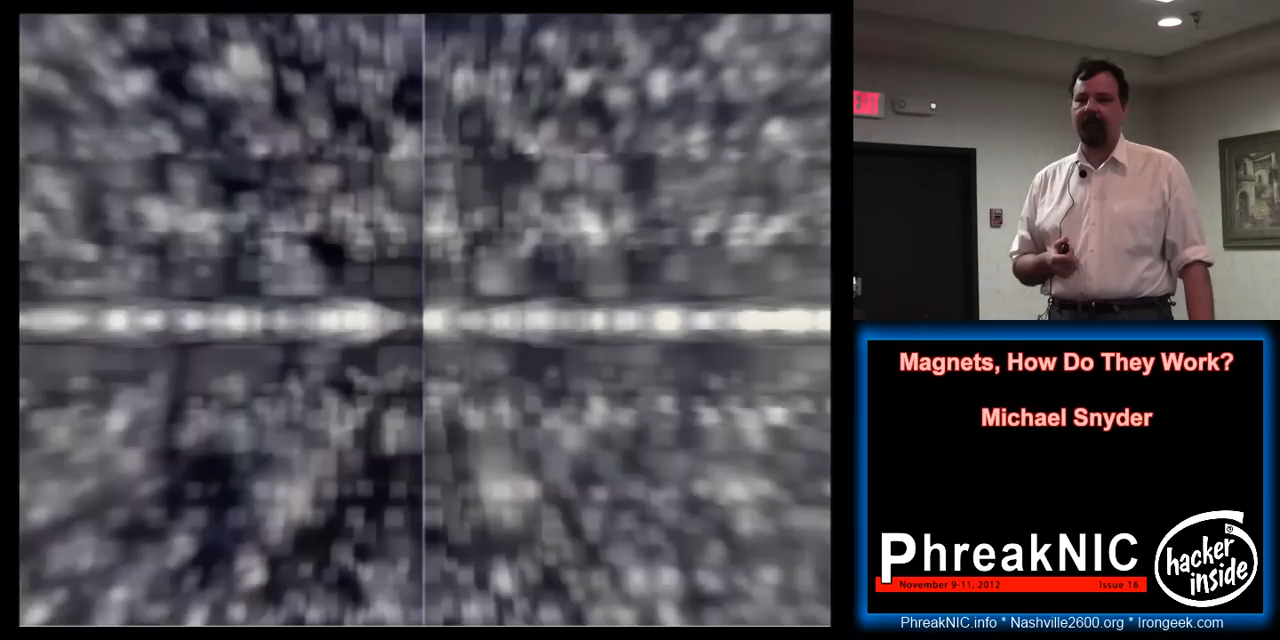 EXIT
Magnets, How Do They Work?
Michael Snyder
PhreakNIC
November 9-11, 2012 Issue 16
hacker
inside
PhreakNIC.info * Nashville2600.org * Irongeek.com